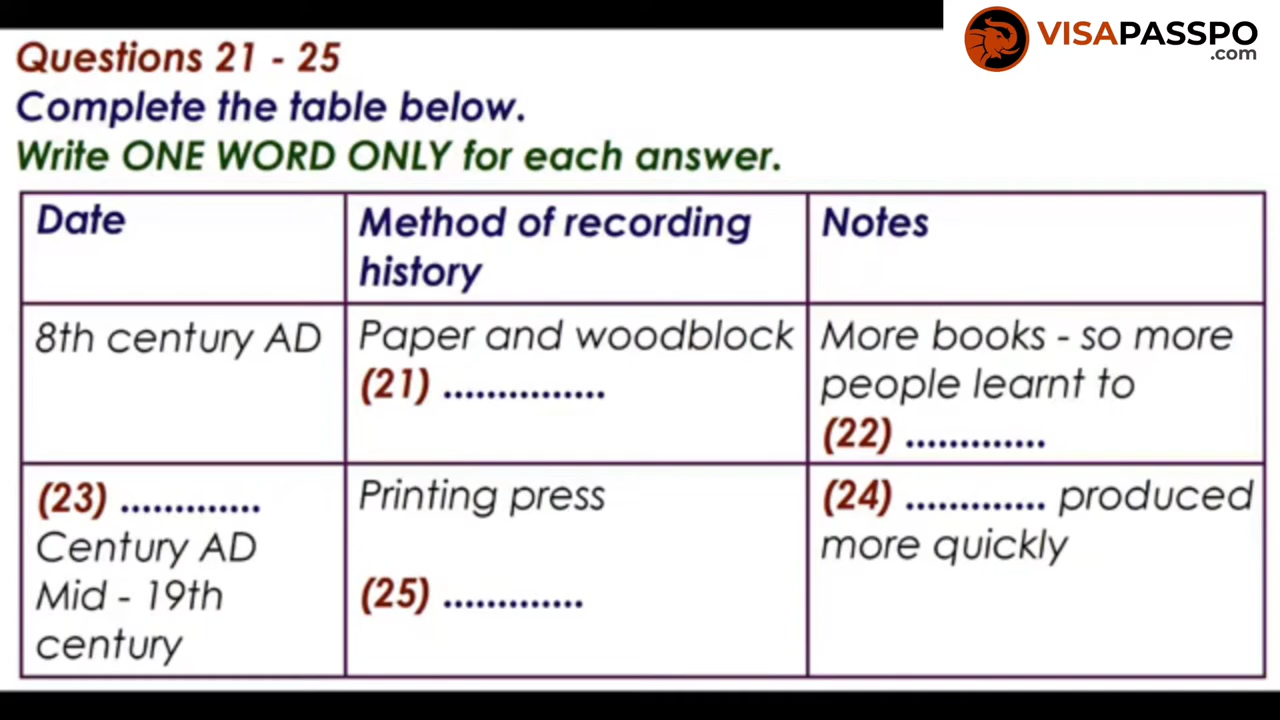 VISAPASSPO
.com
Questions 21 - 25
Complete the table below.
Write ONE WORD ONLY for each answer.
Date
Method of recording
history
Notes
8th century AD
Paper and woodblock
(21) ...............
More books - so more
people learnt to
(22) .............
(23) .............
Century AD
Mid - 19th
century
Printing press
(25) .............
(24) ............. produced
more quickly